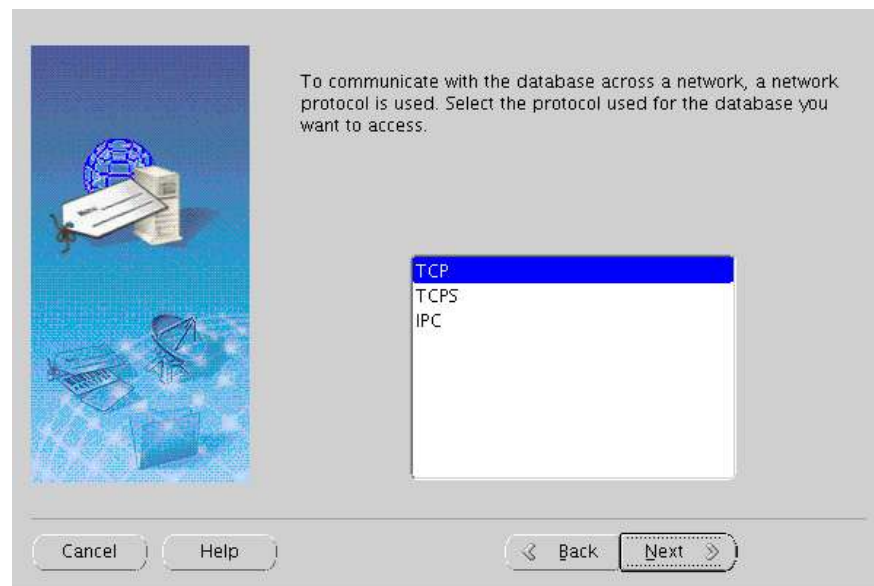 To communicate with the database across a network, a network
protocol is used. Select the protocol used for the database you
want to access.
TCP
TCPS
IPC
Cancel
Help
Back
Next